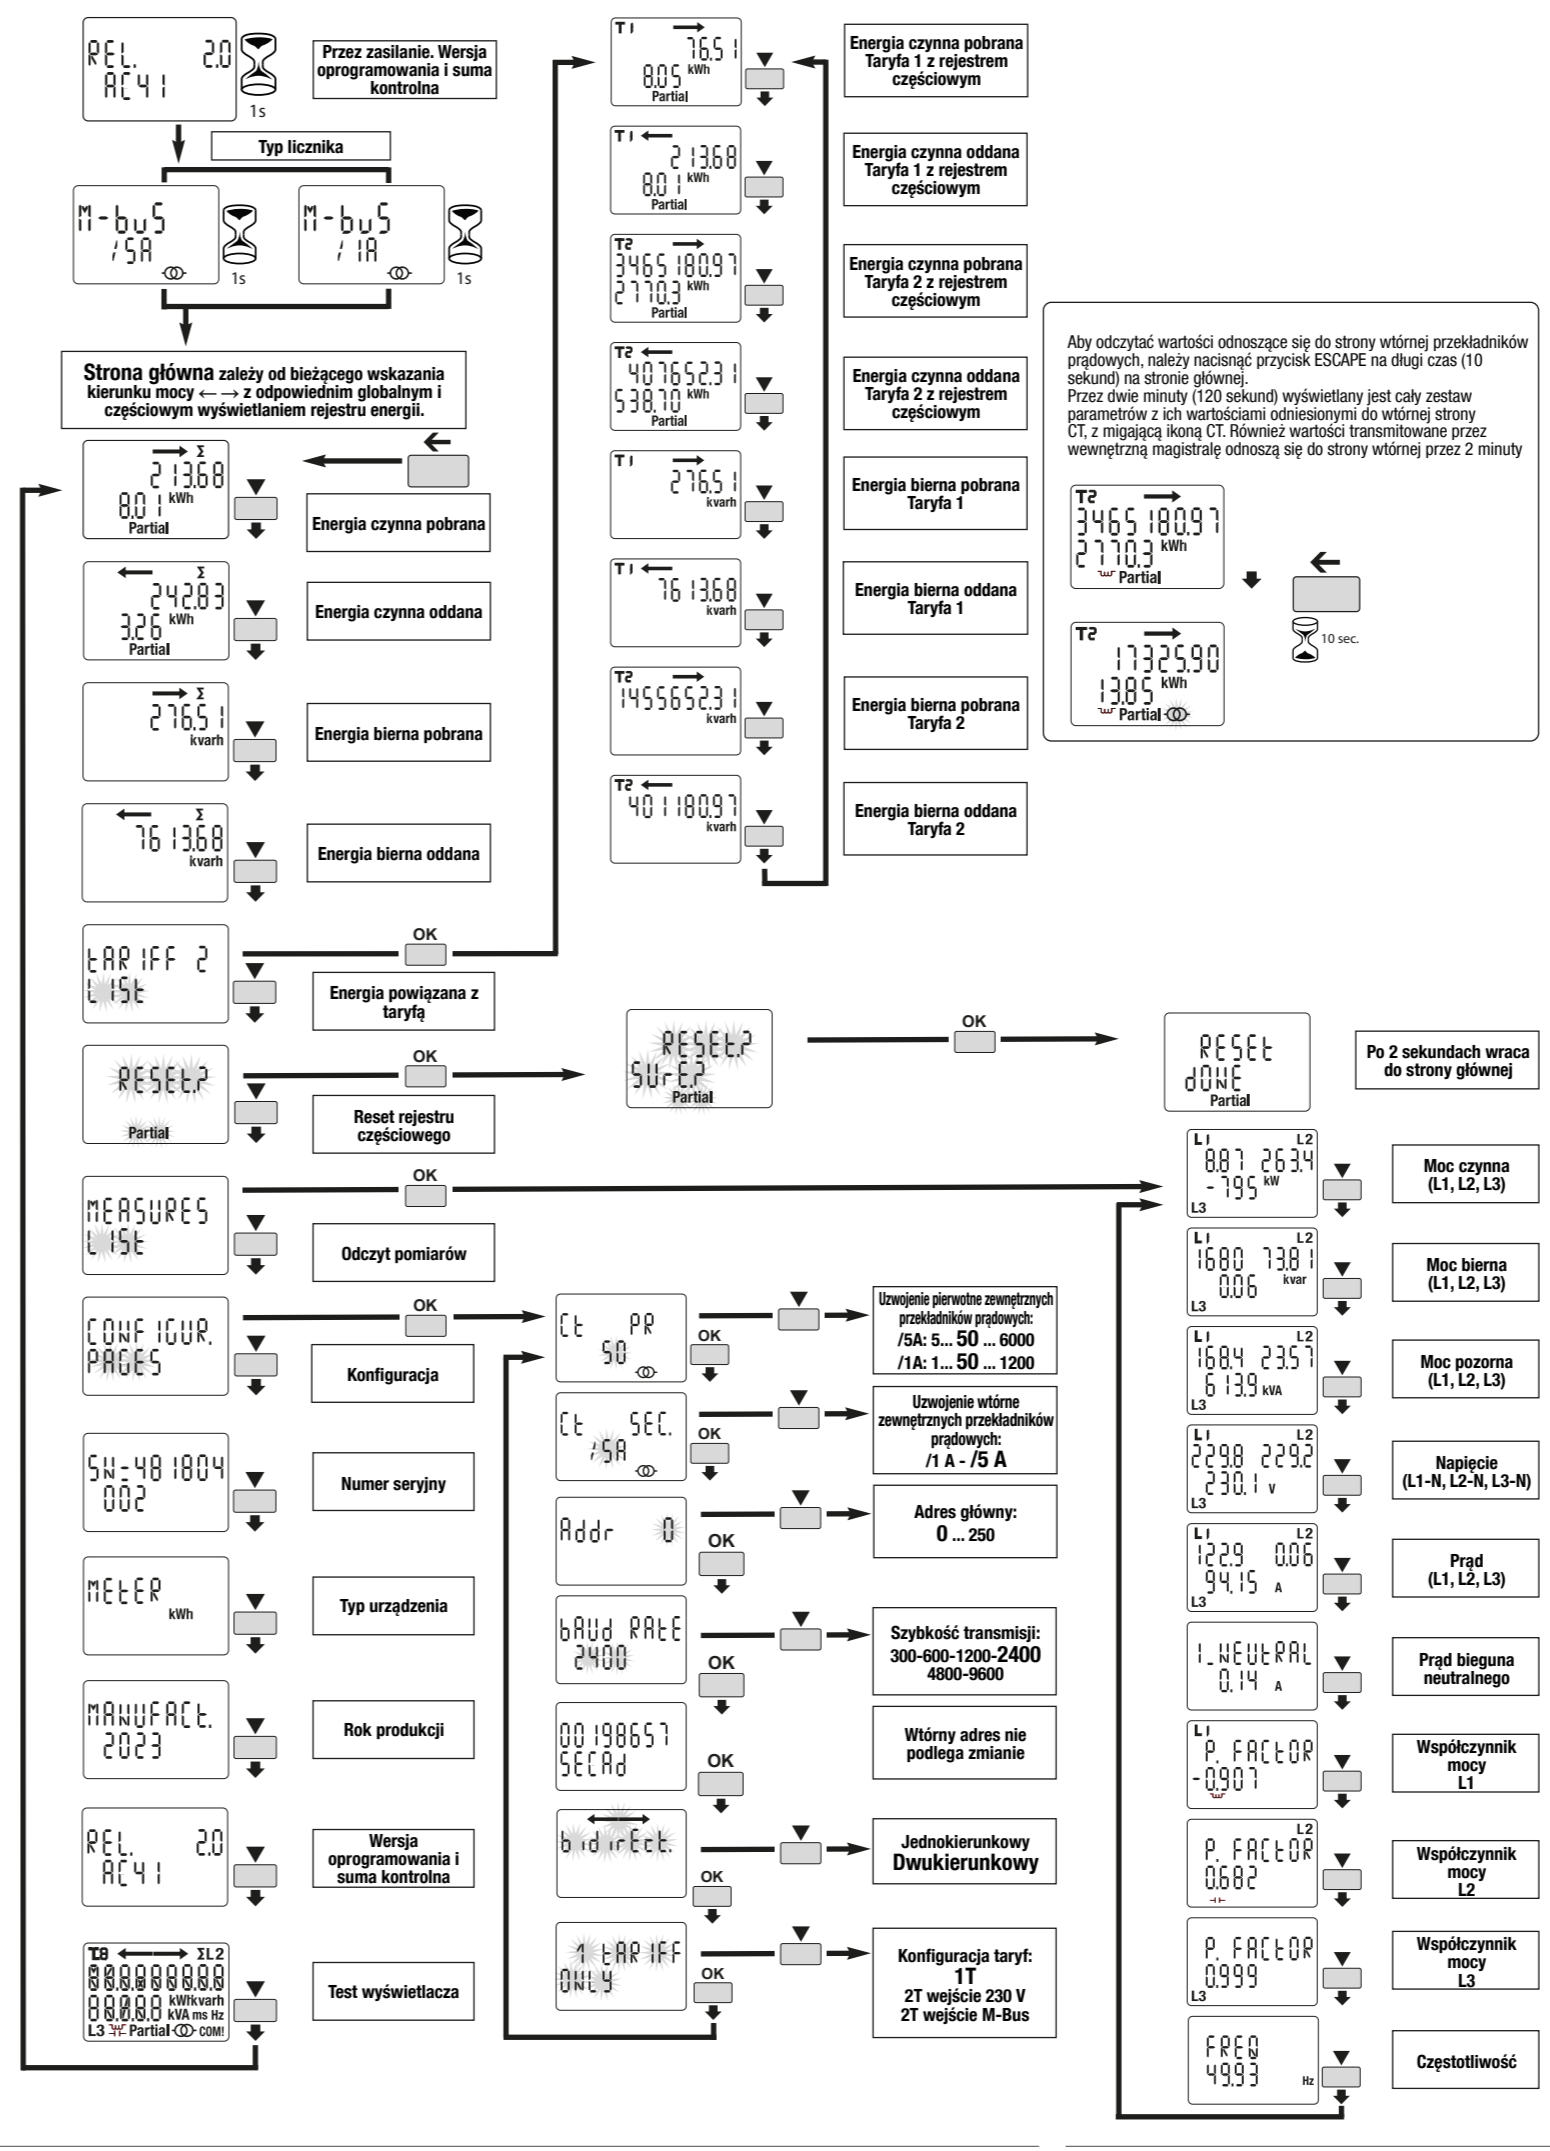 REL. 2.0
AC41
1s
Przez zasilanie. Wersja
oprogramowania i suma
kontrolna
Typ licznika
M-buS
/5A
1s
M-buS
/1A
1s
Strona główna zależy od bieżącego wskazania
kierunku mocy ←→ z odpowiednim globalnym i
częściowym wyświetlaniem rejestru energii.
→ Σ
213.68
8.01 kWh
Partial
Energia czynna pobrana
← Σ
242.83
3.26 kWh
Partial
Energia czynna oddana
→ Σ
276.51
kvarh
Energia bierna pobrana
← Σ
7613.68
kvarh
Energia bierna oddana
tARIFF 2
LISt
OK
Energia powiązana z
taryfą
RESEt.?
Partial
OK
Reset rejestru
częściowego
MEASURES
LISt
OK
Odczyt pomiarów
CONFIGUR.
PAGES
OK
Konfiguracja
SN=481804
002
Numer seryjny
MEtER
kWh
Typ urządzenia
MANUFACt.
2023
Rok produkcji
REL. 2.0
AC41
Wersja
oprogramowania i
suma kontrolna
T.8 ←→ ΣL2
kWkvarh
kVA ms Hz
L3 Partial COM!
Test wyświetlacza
T1 →
76.51
8.05 kWh
Partial
Energia czynna pobrana
Taryfa 1 z rejestrem
częściowym
T1 ←
213.68
8.01 kWh
Partial
Energia czynna oddana
Taryfa 1 z rejestrem
częściowym
T2 →
3465180.97
2770.3 kWh
Partial
Energia czynna pobrana
Taryfa 2 z rejestrem
częściowym
T2 ←
407652.31
538.70 kWh
Partial
Energia czynna oddana
Taryfa 2 z rejestrem
częściowym
T1 →
276.51
kvarh
Energia bierna pobrana
Taryfa 1
T1 ←
7613.68
kvarh
Energia bierna oddana
Taryfa 1
T2 →
1455652.31
kvarh
Energia bierna pobrana
Taryfa 2
T2 ←
401180.97
kvarh
Energia bierna oddana
Taryfa 2
Aby odczytać wartości odnoszące się do strony wtórnej przekładników
prądowych, należy nacisnąć przycisk ESCAPE na długi czas (10
sekund) na stronie głównej.
Przez dwie minuty (120 sekund) wyświetlany jest cały zestaw
parametrów z ich wartościami odniesionymi do wtórnej strony
CT, z migającą ikoną CT. Również wartości transmitowane przez
wewnętrzną magistralę odnoszą się do strony wtórnej przez 2 minuty
T2 →
3465180.97
2770.3 kWh
Partial
T2 →
17325.90
13.85 kWh
Partial
10 sec.
RESEt.?
SUrE.?
Partial
OK
RESEt
dONE
Partial
Po 2 sekundach wraca
do strony głównej
Ct PR
50
OK
Uzwojenie pierwotne zewnętrznych
przekładników prądowych:
/5A: 5... 50 ... 6000
/1A: 1... 50 ... 1200
Ct SEC.
/5A
OK
Uzwojenie wtórne
zewnętrznych przekładników
prądowych:
/1 A - /5 A
Addr 0
OK
Adres główny:
0 ... 250
bAUd RAtE
2400
OK
Szybkość transmisji:
300-600-1200-2400
4800-9600
00198657
SECAd
OK
Wtórny adres nie
podlega zmianie
bidirEct.
OK
Jednokierunkowy
Dwukierunkowy
1 tARIFF
ONLY
OK
Konfiguracja taryf:
1T
2T wejście 230 V
2T wejście M-Bus
L1 L2
8.87 263.4
-795 kW
L3
Moc czynna
(L1, L2, L3)
L1 L2
1680 73.81
0.06 kvar
L3
Moc bierna
(L1, L2, L3)
L1 L2
168.4 23.57
613.9 kVA
L3
Moc pozorna
(L1, L2, L3)
L1 L2
229.8 229.2
230.1 V
L3
Napięcie
(L1-N, L2-N, L3-N)
L1 L2
122.9 0.06
94.15 A
L3
Prąd
(L1, L2, L3)
I_NEUtRAL
0.14 A
Prąd bieguna
neutralnego
L1
P. FACtOR
-0.907
Współczynnik
mocy
L1
L2
P. FACtOR
0.682
Współczynnik
mocy
L2
P. FACtOR
0.999
L3
Współczynnik
mocy
L3
FREQ
49.93
Hz
Częstotliwość